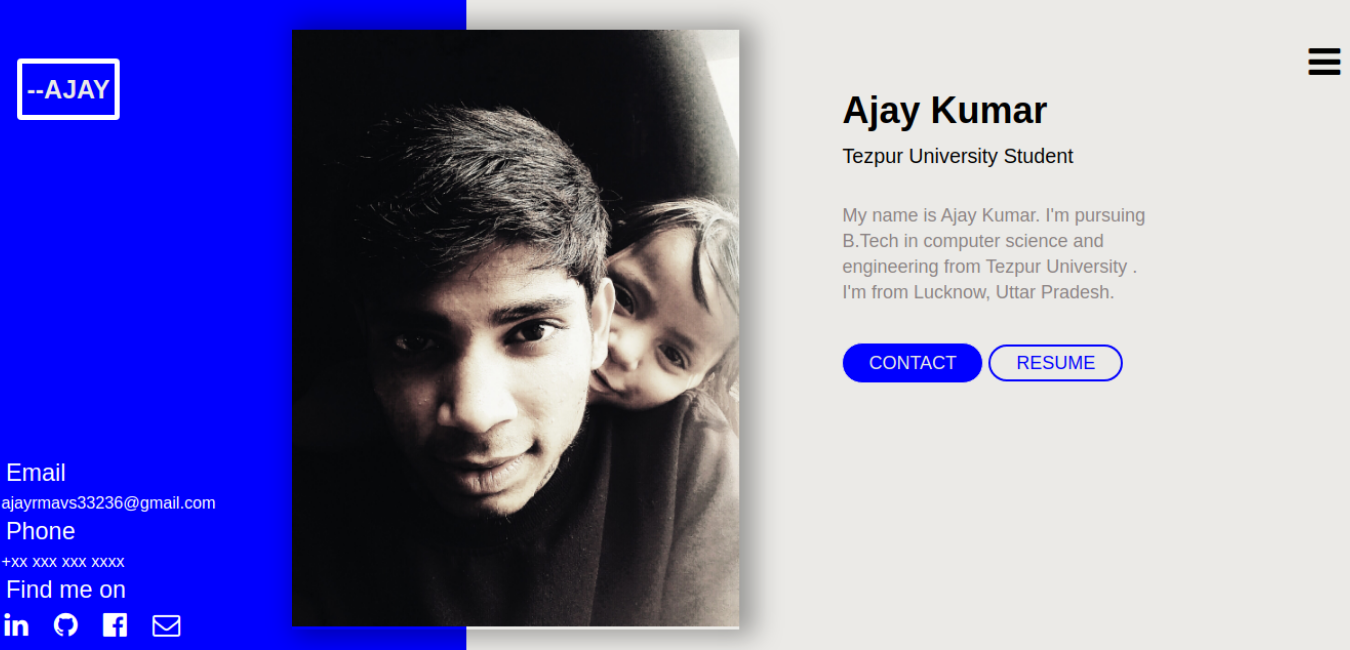 --AJAY
Email
ajayrmavs33236@gmail.com
Phone
+xx xxx xxx xxxx
Find me on
Ajay Kumar
Tezpur University Student
My name is Ajay Kumar. I'm pursuing
B.Tech in computer science and
engineering from Tezpur University .
I'm from Lucknow, Uttar Pradesh.
CONTACT RESUME